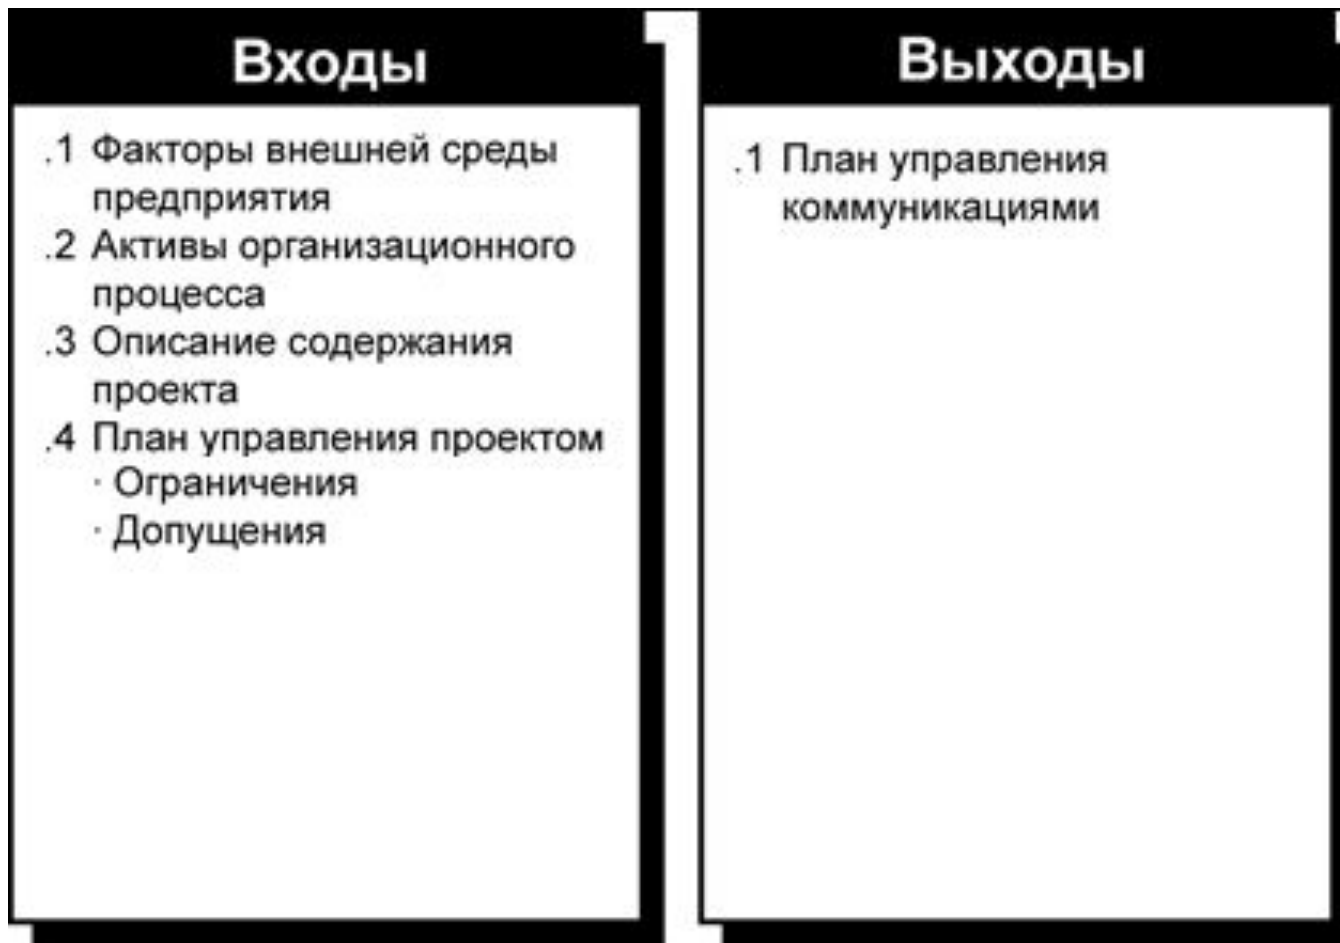 Входы
.1 Факторы внешней среды
предприятия
.2 Активы организационного
процесса
.3 Описание содержания
проекта
.4 План управления проектом
· Ограничения
· Допущения
Выходы
.1 План управления
коммуникациями